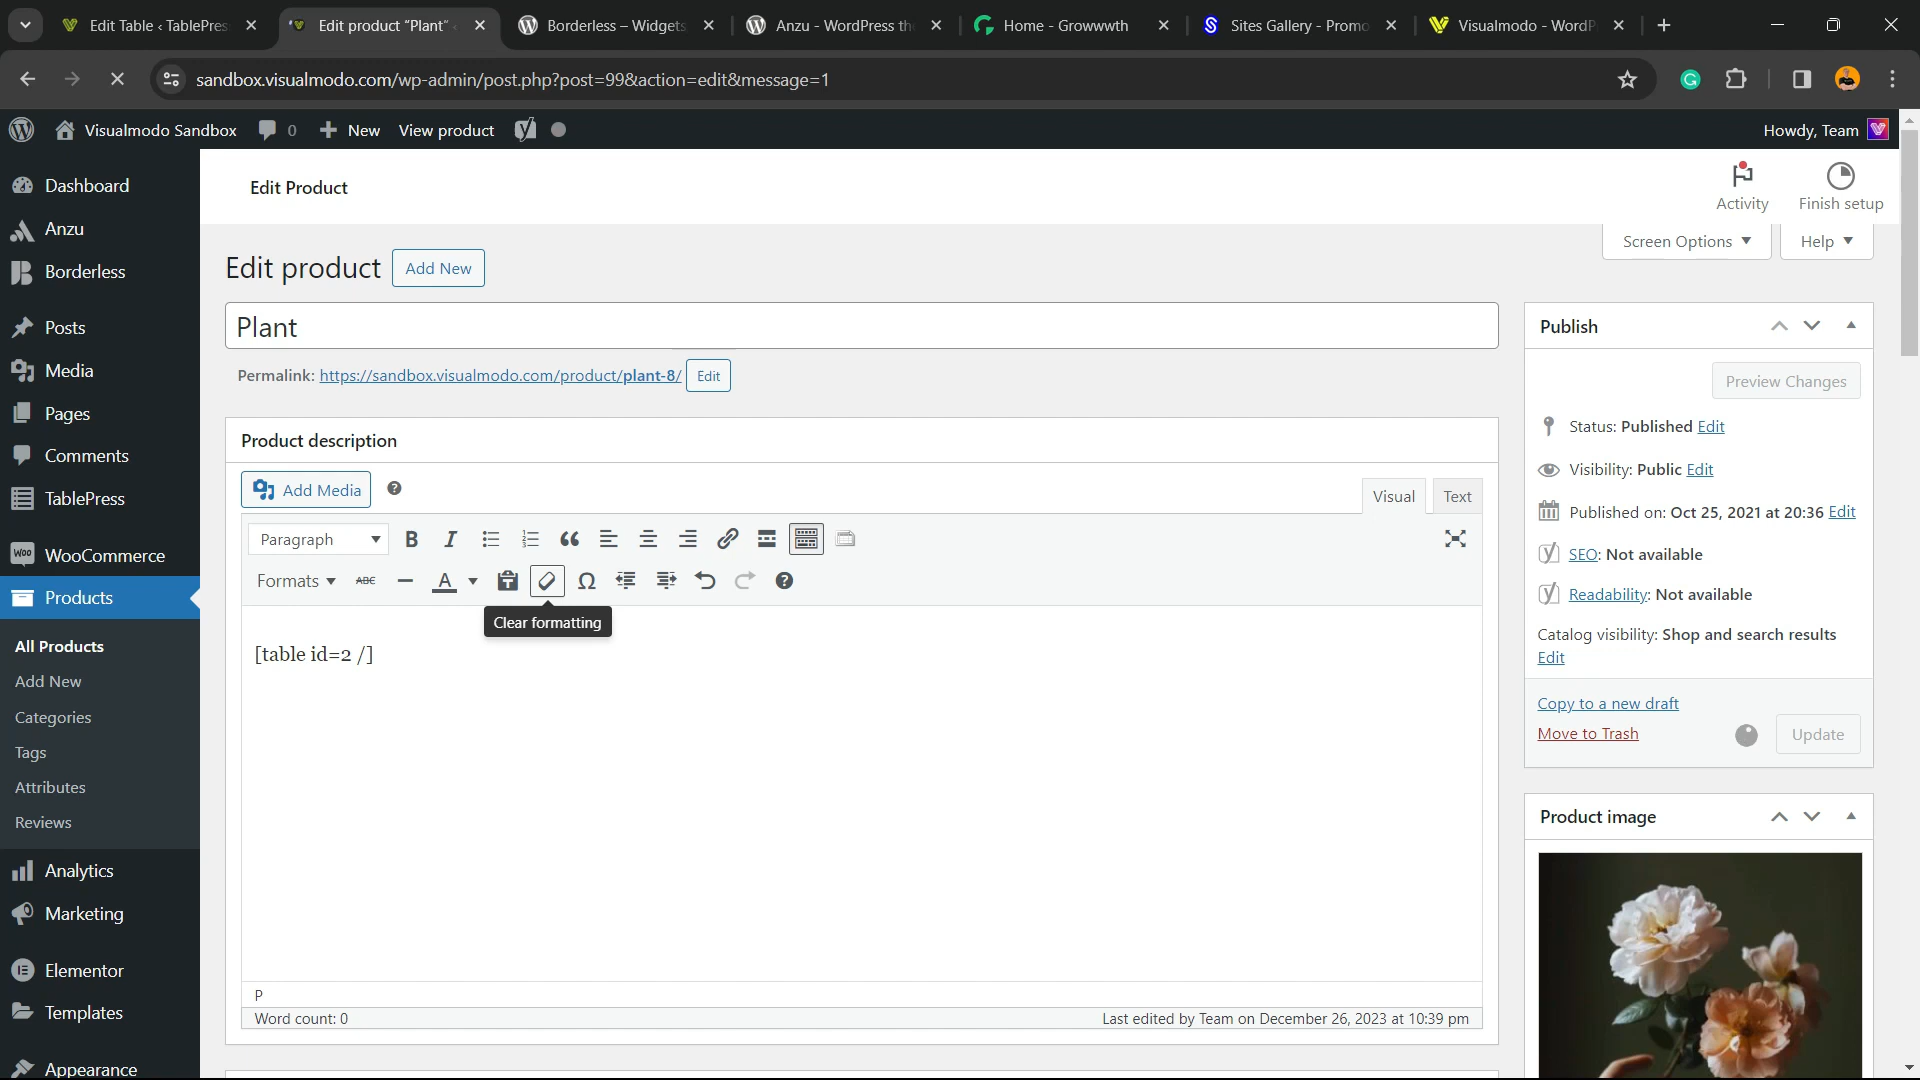 Edit Table ‹ TablePres
Edit product “Plant” ‹
Borderless – Widgets
Anzu - WordPress th
Home - Growwwth
Sites Gallery - Promo
Visualmodo - WordP
sandbox.visualmodo.com/wp-admin/post.php?post=99&action=edit&message=1
Visualmodo Sandbox
0
New
View product
Howdy, Team
Dashboard
Anzu
Borderless
Posts
Media
Pages
Comments
TablePress
Woo WooCommerce
Products
All Products
Add New
Categories
Tags
Attributes
Reviews
Analytics
Marketing
Elementor
Templates
Appearance
Edit Product
Activity
Finish setup
Screen Options
Help
Edit product
Add New
Plant
Permalink: https://sandbox.visualmodo.com/product/plant-8/ Edit
Product description
Add Media
Visual
Text
Paragraph
Formats
ABC
Clear formatting
[table id=2 /]
P
Word count: 0
Last edited by Team on December 26, 2023 at 10:39 pm
Publish
Preview Changes
Status: Published Edit
Visibility: Public Edit
Published on: Oct 25, 2021 at 20:36 Edit
SEO: Not available
Readability: Not available
Catalog visibility: Shop and search results
Edit
Copy to a new draft
Move to Trash
Update
Product image